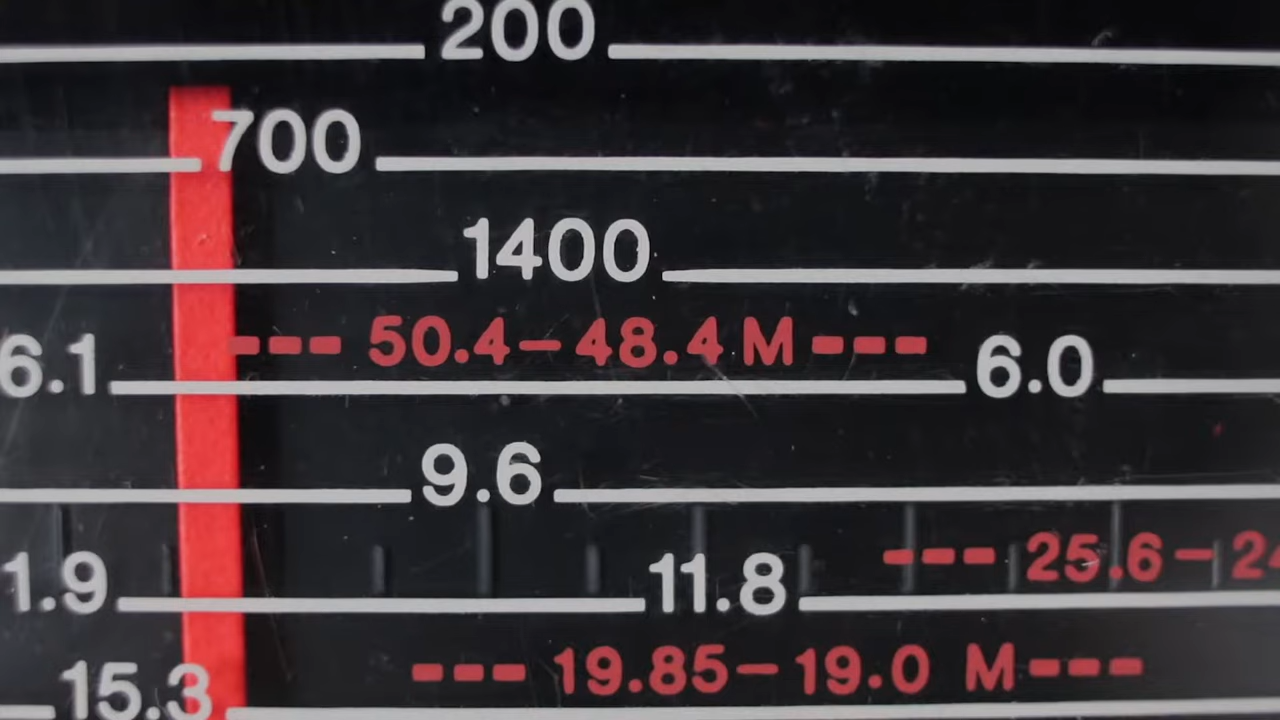 200
700
1400
6.1 --- 50.4–48.4 M --- 6.0
9.6
1.9 11.8 --- 25.6–24
15.3 --- 19.85–19.0 M ---